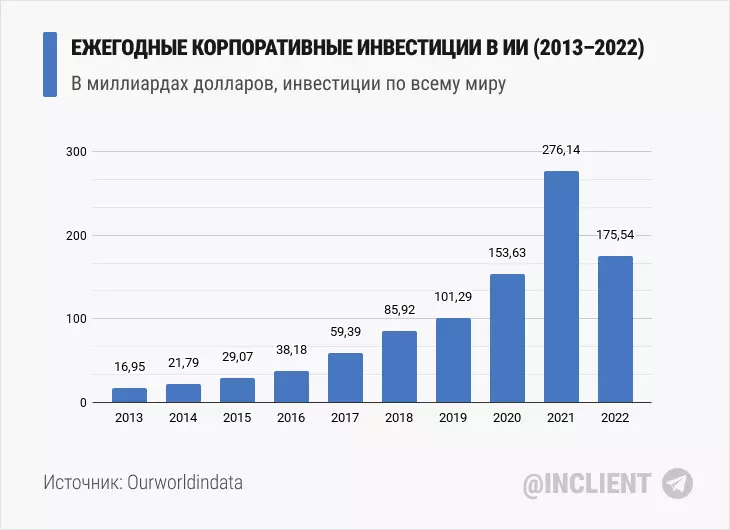 ЕЖЕГОДНЫЕ КОРПОРАТИВНЫЕ ИНВЕСТИЦИИ В ИИ (2013–2022)
В миллиардах долларов, инвестиции по всему миру
300
200
100
0
16,95
21,79
29,07
38,18
59,39
85,92
101,29
153,63
276,14
175,54
2013 2014 2015 2016 2017 2018 2019 2020 2021 2022
Источник: Ourworldindata
@INCLIENT